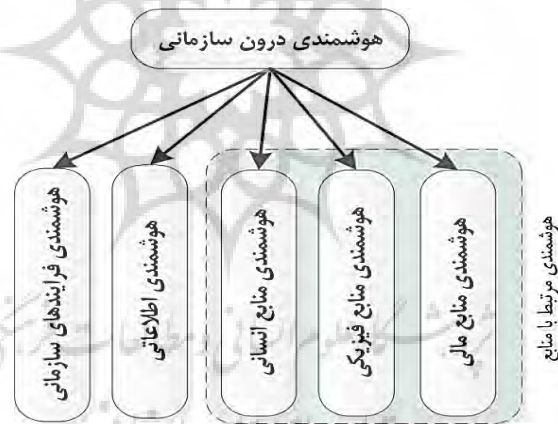 هوشمندی درون سازمانی
هوشمندی مرتبط با منابع
هوشمندی منابع مالی
هوشمندی منابع فیزیکی
هوشمندی منابع انسانی
هوشمندی اطلاعاتی
هوشمندی فرایندهای سازمانی